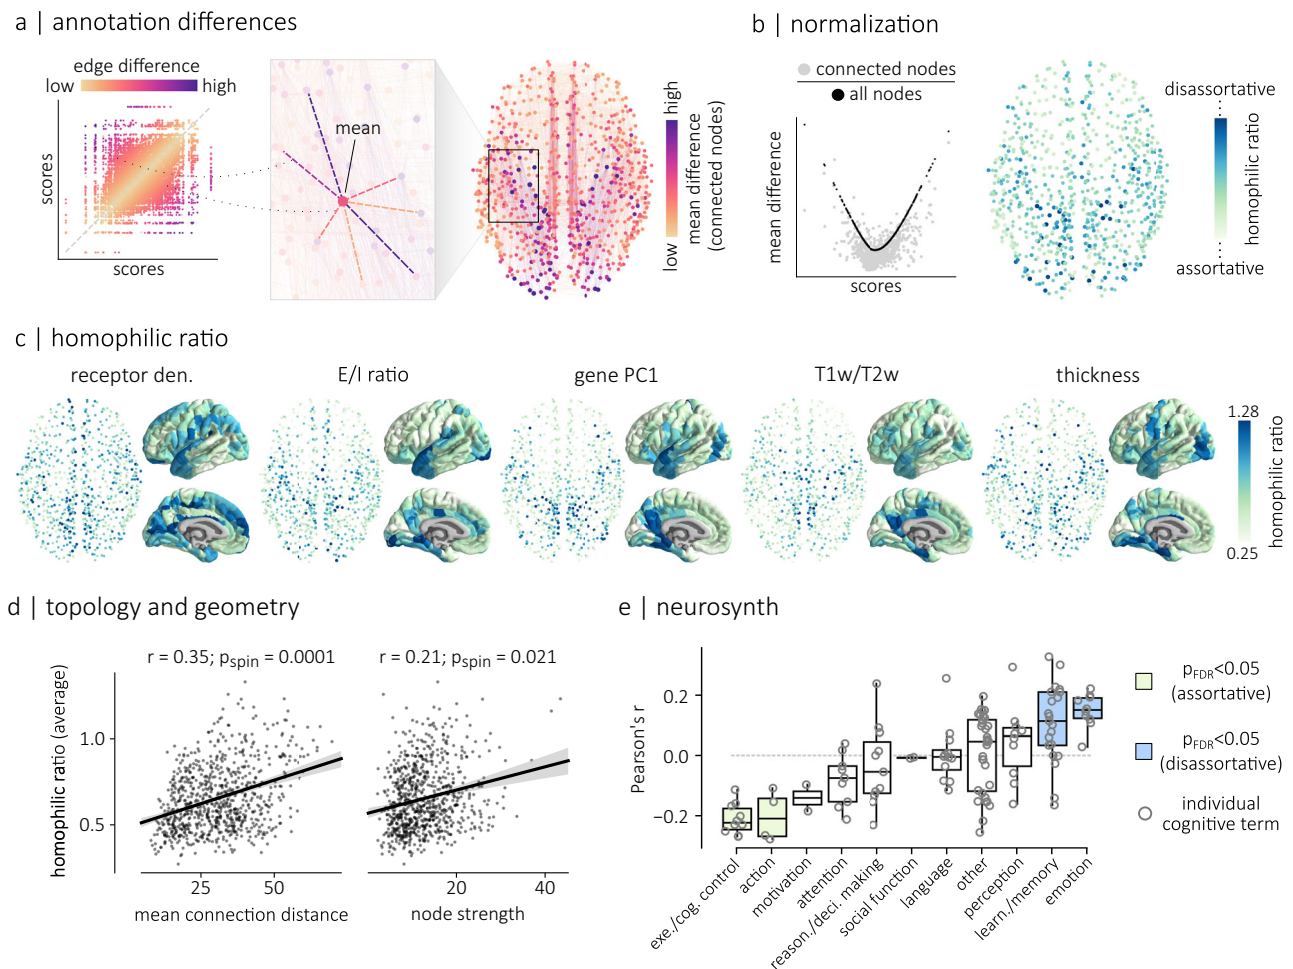 a | annotation differences
edge difference
low high
scores
scores
mean
high
mean difference
(connected nodes)
low
b | normalization
connected nodes
all nodes
mean difference
scores
disassortative
homophilic ratio
assortative
c | homophilic ratio
receptor den.
E/I ratio
gene PC1
T1w/T2w
thickness
1.28
homophilic ratio
0.25
d | topology and geometry
r = 0.35; pspin = 0.0001
r = 0.21; pspin = 0.021
homophilic ratio (average)
1.0
0.5
25 50
mean connection distance
20 40
node strength
e | neurosynth
Pearson's r
0.2
0.0
−0.2
exe./cog. control
action
motivation
attention
reason./deci. making
social function
language
other
perception
learn./memory
emotion
pFDR<0.05
(assortative)
pFDR<0.05
(disassortative)
individual
cognitive term